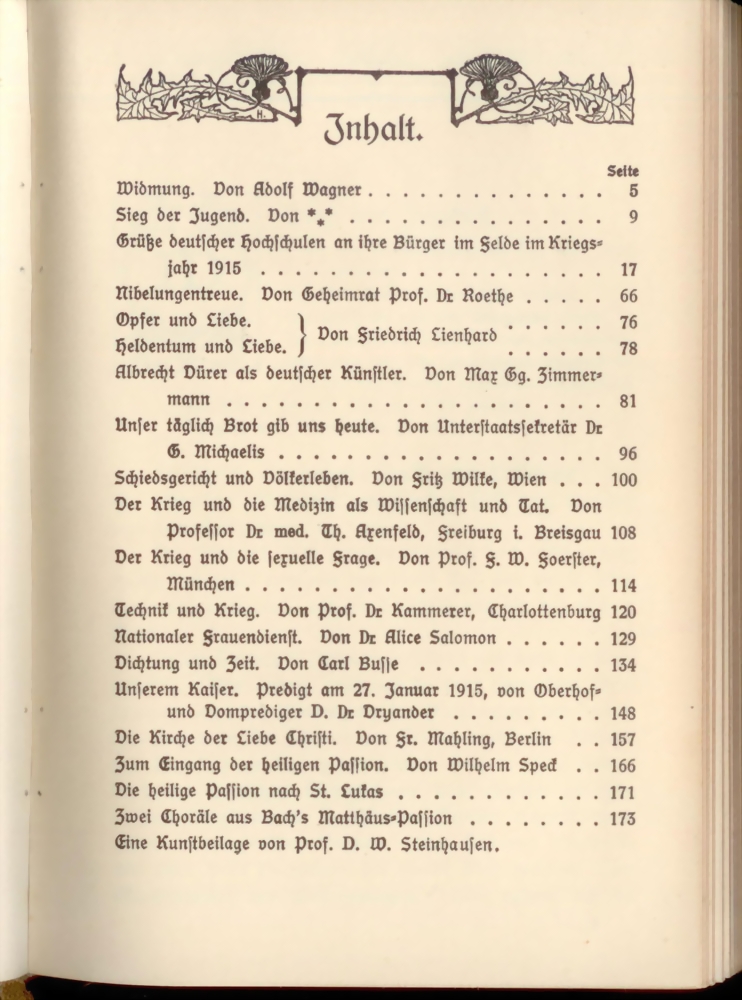 H.
Inhalt.
Seite
Widmung. Von Adolf Wagner . . . . . . . . . . . . . . 5
Sieg der Jugend. Von *** . . . . . . . . . . . . . . . 9
Grüße deutscher Hochschulen an ihre Bürger im Felde im Kriegs-
jahr 1915 . . . . . . . . . . . . . . . . . . . . 17
Nibelungentreue. Von Geheimrat Prof. Dr Roethe . . . . . 66
Opfer und Liebe. . . . . . . 76
} Von Friedrich Lienhard
Heldentum und Liebe. . . . . . . 78
Albrecht Dürer als deutscher Künstler. Von Max Gg. Zimmer-
mann . . . . . . . . . . . . . . . . . . . . . . 81
Unser täglich Brot gib uns heute. Von Unterstaatssekretär Dr
G. Michaelis . . . . . . . . . . . . . . . . . . . 96
Schiedsgericht und Völkerleben. Von Fritz Wilke, Wien . . . 100
Der Krieg und die Medizin als Wissenschaft und Tat. Von
Professor Dr med. Th. Axenfeld, Freiburg i. Breisgau 108
Der Krieg und die sexuelle Frage. Von Prof. F. W. Foerster,
München . . . . . . . . . . . . . . . . . . . . . 114
Technik und Krieg. Von Prof. Dr Kammerer, Charlottenburg 120
Nationaler Frauendienst. Von Dr Alice Salomon . . . . . . 129
Dichtung und Zeit. Von Carl Busse . . . . . . . . . . . 134
Unserem Kaiser. Predigt am 27. Januar 1915, von Oberhof-
und Domprediger D. Dr Dryander . . . . . . . . . 148
Die Kirche der Liebe Christi. Von Fr. Mahling, Berlin . . 157
Zum Eingang der heiligen Passion. Von Wilhelm Speck . . 166
Die heilige Passion nach St. Lukas . . . . . . . . . . . . 171
Zwei Choräle aus Bach's Matthäus-Passion . . . . . . . . 173
Eine Kunstbeilage von Prof. D. W. Steinhausen.